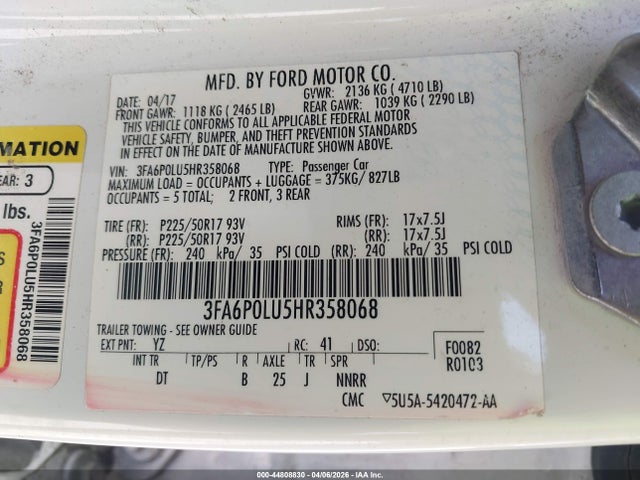 MFD. BY FORD MOTOR CO.
DATE: 04/17 GVWR: 2136 KG ( 4710 LB)
FRONT GAWR: 1118 KG ( 2465 LB) REAR GAWR: 1039 KG ( 2290 LB)
THIS VEHICLE CONFORMS TO ALL APPLICABLE FEDERAL MOTOR
VEHICLE SAFETY, BUMPER, AND THEFT PREVENTION STANDARDS
IN EFFECT ON THE DATE OF MANUFACTURE SHOWN ABOVE.
VIN: 3FA6P0LU5HR358068 TYPE: Passenger Car
MAXIMUM LOAD = OCCUPANTS + LUGGAGE = 375KG/ 827LB
OCCUPANTS = 5 TOTAL; 2 FRONT, 3 REAR
TIRE (FR): P225/50R17 93V RIMS (FR): 17x7.5J
(RR): P225/50R17 93V (RR): 17x7.5J
PRESSURE (FR): 240 kPa/ 35 PSI COLD (RR): 240 kPa/ 35 PSI COLD
3FA6P0LU5HR358068
TRAILER TOWING - SEE OWNER GUIDE
EXT PNT: YZ RC: 41 DSO: F0082
R0103
INT TR TP/PS R AXLE TR SPR
DT B 25 J NNRR
CMC ▽5U5A-5420472-AA
MATION
EAR: 3
lbs.
3FA6P0LU5HR358068
000-44808830 - 04/06/2026 - IAA, Inc.